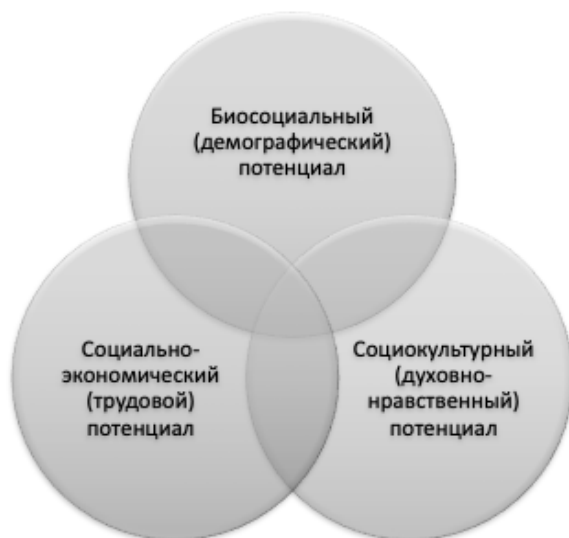 Биосоциальный
(демографический)
потенциал
Социально-
экономический
(трудовой)
потенциал
Социокультурный
(духовно-
нравственный)
потенциал